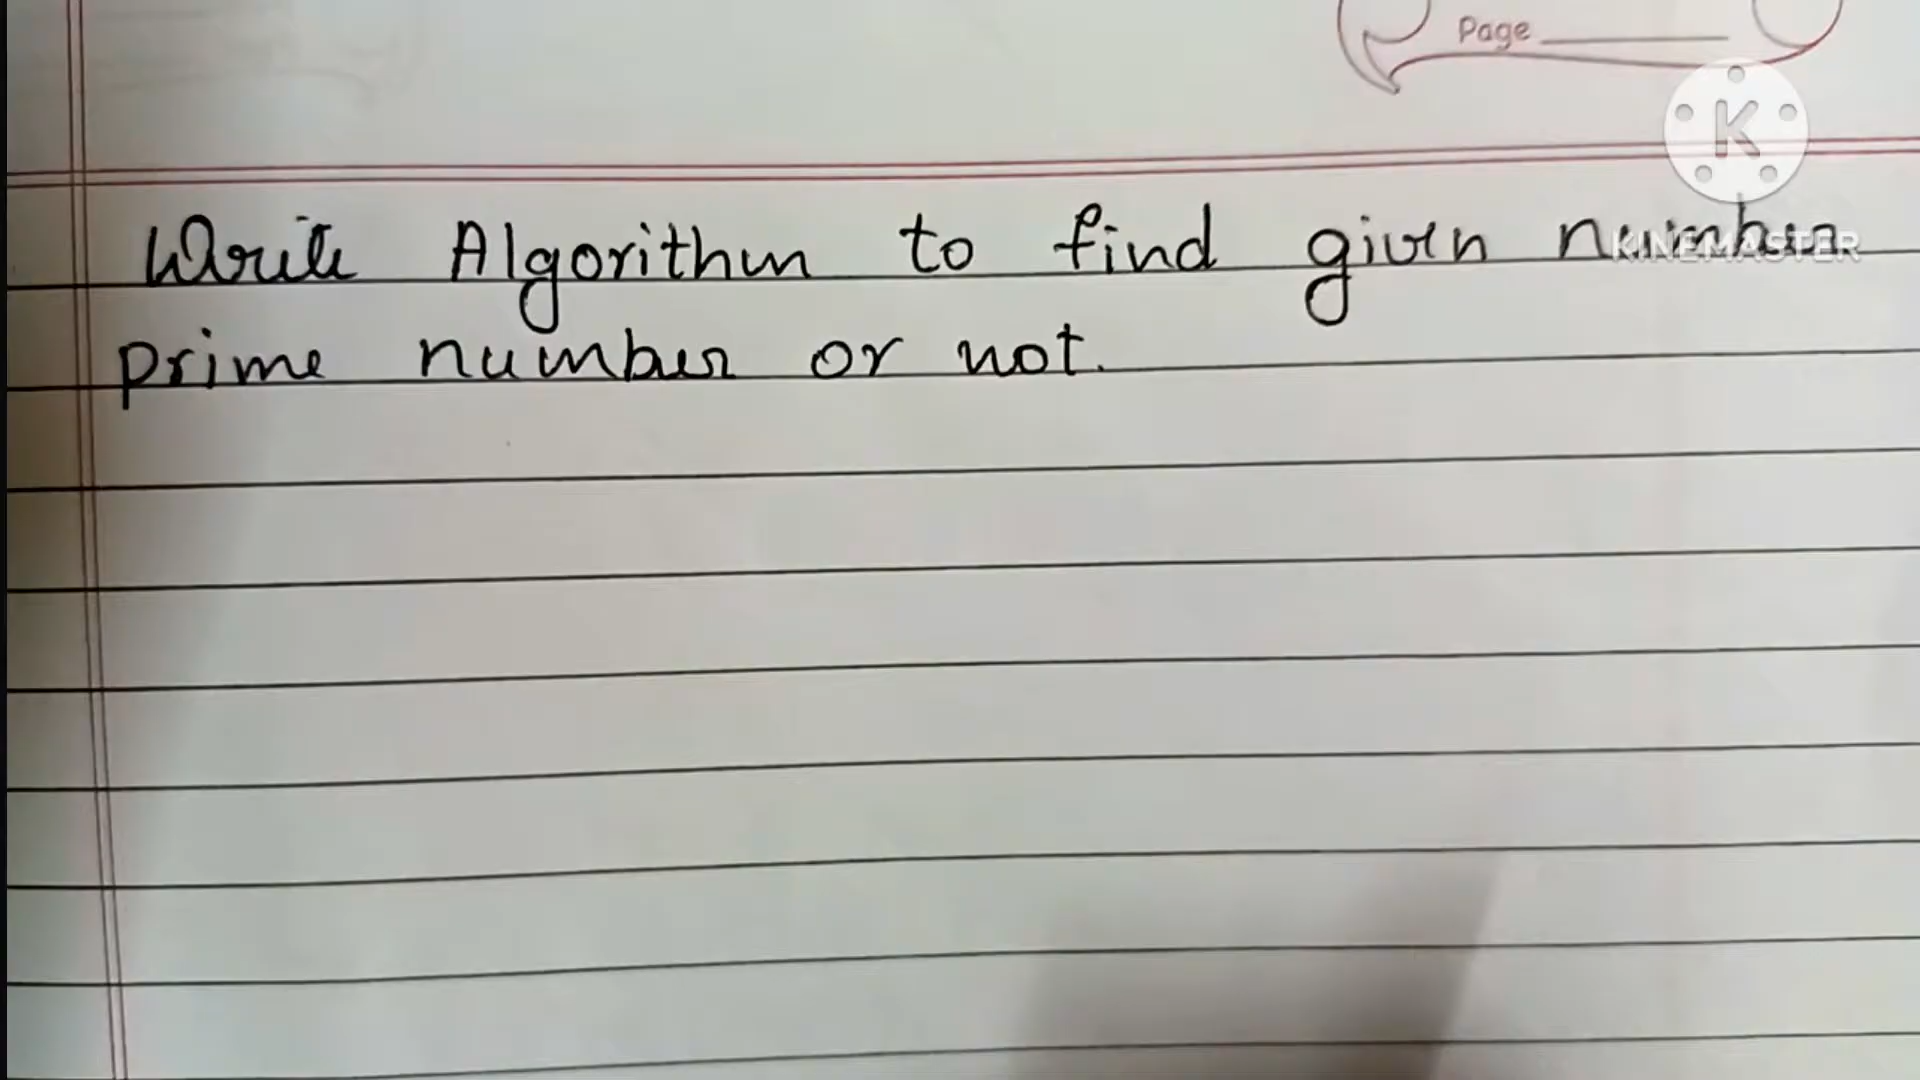 Page
K
Write Algorithm to find given number
KINEMASTER
prime number or not.